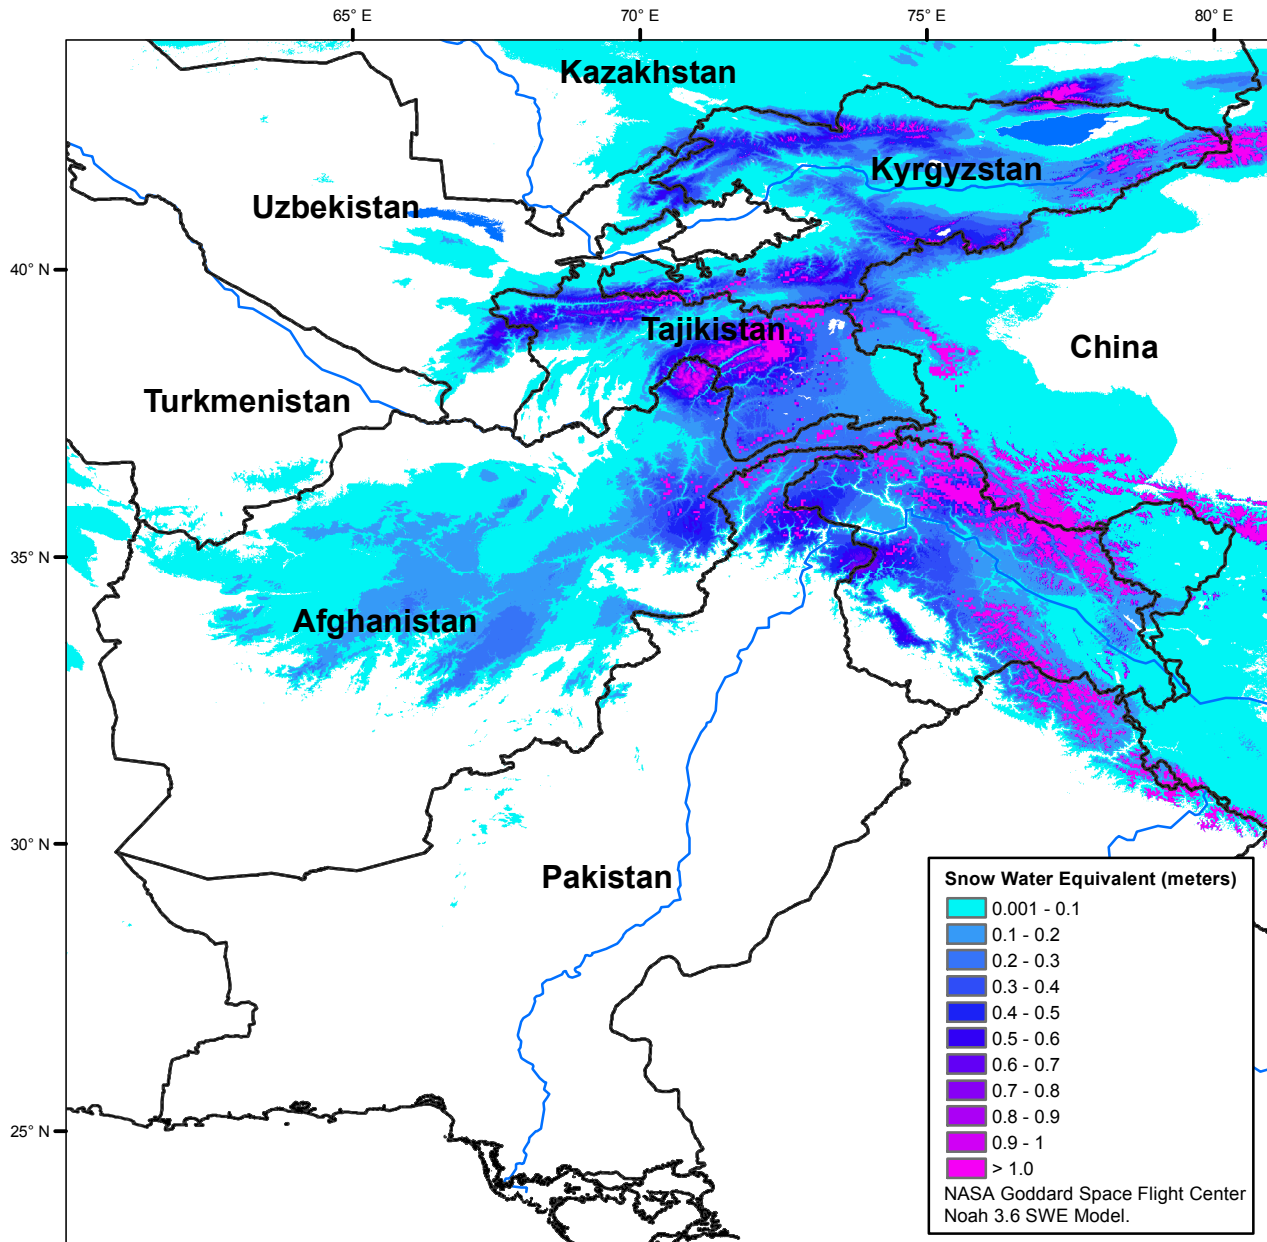 65° E
70° E
75° E
80° E
Kazakhstan
Kyrgyzstan
Uzbekistan
40° N
Tajikistan
China
Turkmenistan
35° N
Afghanistan
30° N
Pakistan
25° N
Snow Water Equivalent (meters)
0.001 - 0.1
0.1 - 0.2
0.2 - 0.3
0.3 - 0.4
0.4 - 0.5
0.5 - 0.6
0.6 - 0.7
0.7 - 0.8
0.8 - 0.9
0.9 - 1
> 1.0
NASA Goddard Space Flight Center
Noah 3.6 SWE Model.